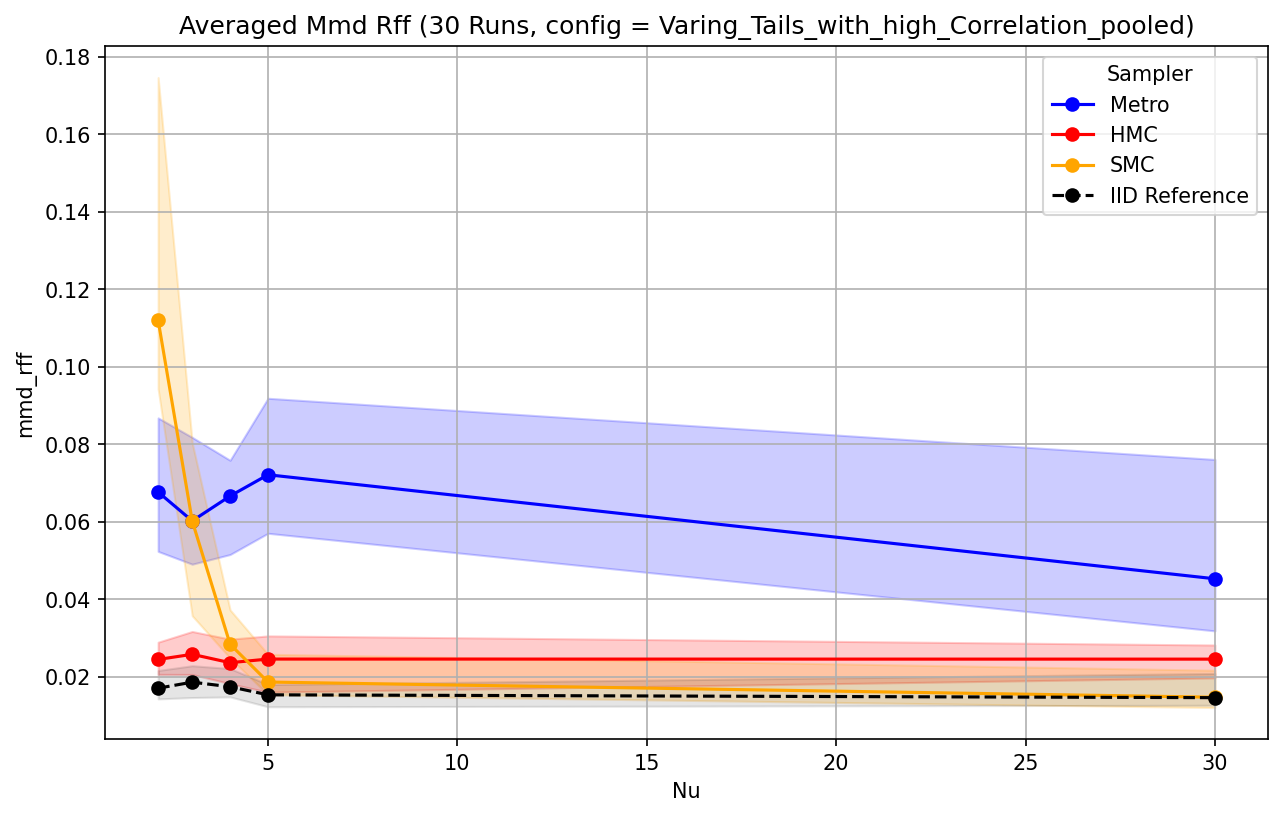 Averaged Mmd Rff (30 Runs, config = Varing_Tails_with_high_Correlation_pooled)
0.18
0.16
0.14
0.12
0.10
0.08
0.06
0.04
0.02
mmd_rff
Sampler
Metro
HMC
SMC
IID Reference
5
10
15
20
25
30
Nu